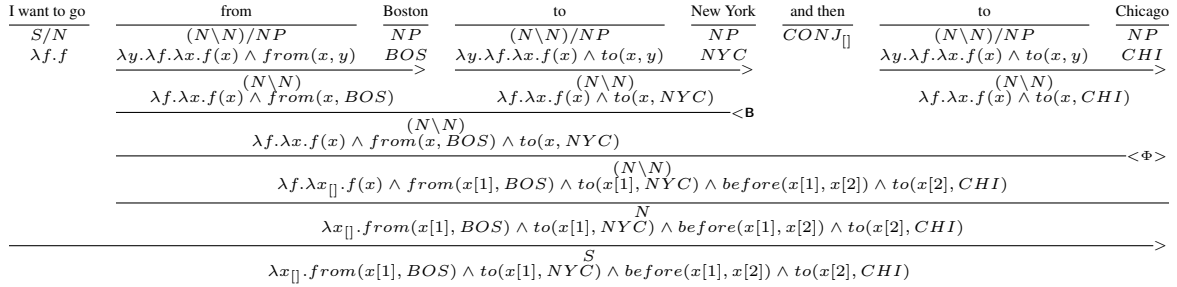 I want to go from Boston to New York and then to Chicago
S/N (N\N)/NP NP (N\N)/NP NP CONJ[] (N\N)/NP NP
λf.f λy.λf.λx.f(x) ∧ from(x, y) BOS λy.λf.λx.f(x) ∧ to(x, y) NYC λy.λf.λx.f(x) ∧ to(x, y) CHI
> > >
(N\N) (N\N) (N\N)
λf.λx.f(x) ∧ from(x, BOS) λf.λx.f(x) ∧ to(x, NYC) λf.λx.f(x) ∧ to(x, CHI)
<B
(N\N)
λf.λx.f(x) ∧ from(x, BOS) ∧ to(x, NYC)
<Φ>
(N\N)
λf.λx[].f(x) ∧ from(x[1], BOS) ∧ to(x[1], NYC) ∧ before(x[1], x[2]) ∧ to(x[2], CHI)
N
λx[].from(x[1], BOS) ∧ to(x[1], NYC) ∧ before(x[1], x[2]) ∧ to(x[2], CHI)
>
S
λx[].from(x[1], BOS) ∧ to(x[1], NYC) ∧ before(x[1], x[2]) ∧ to(x[2], CHI)